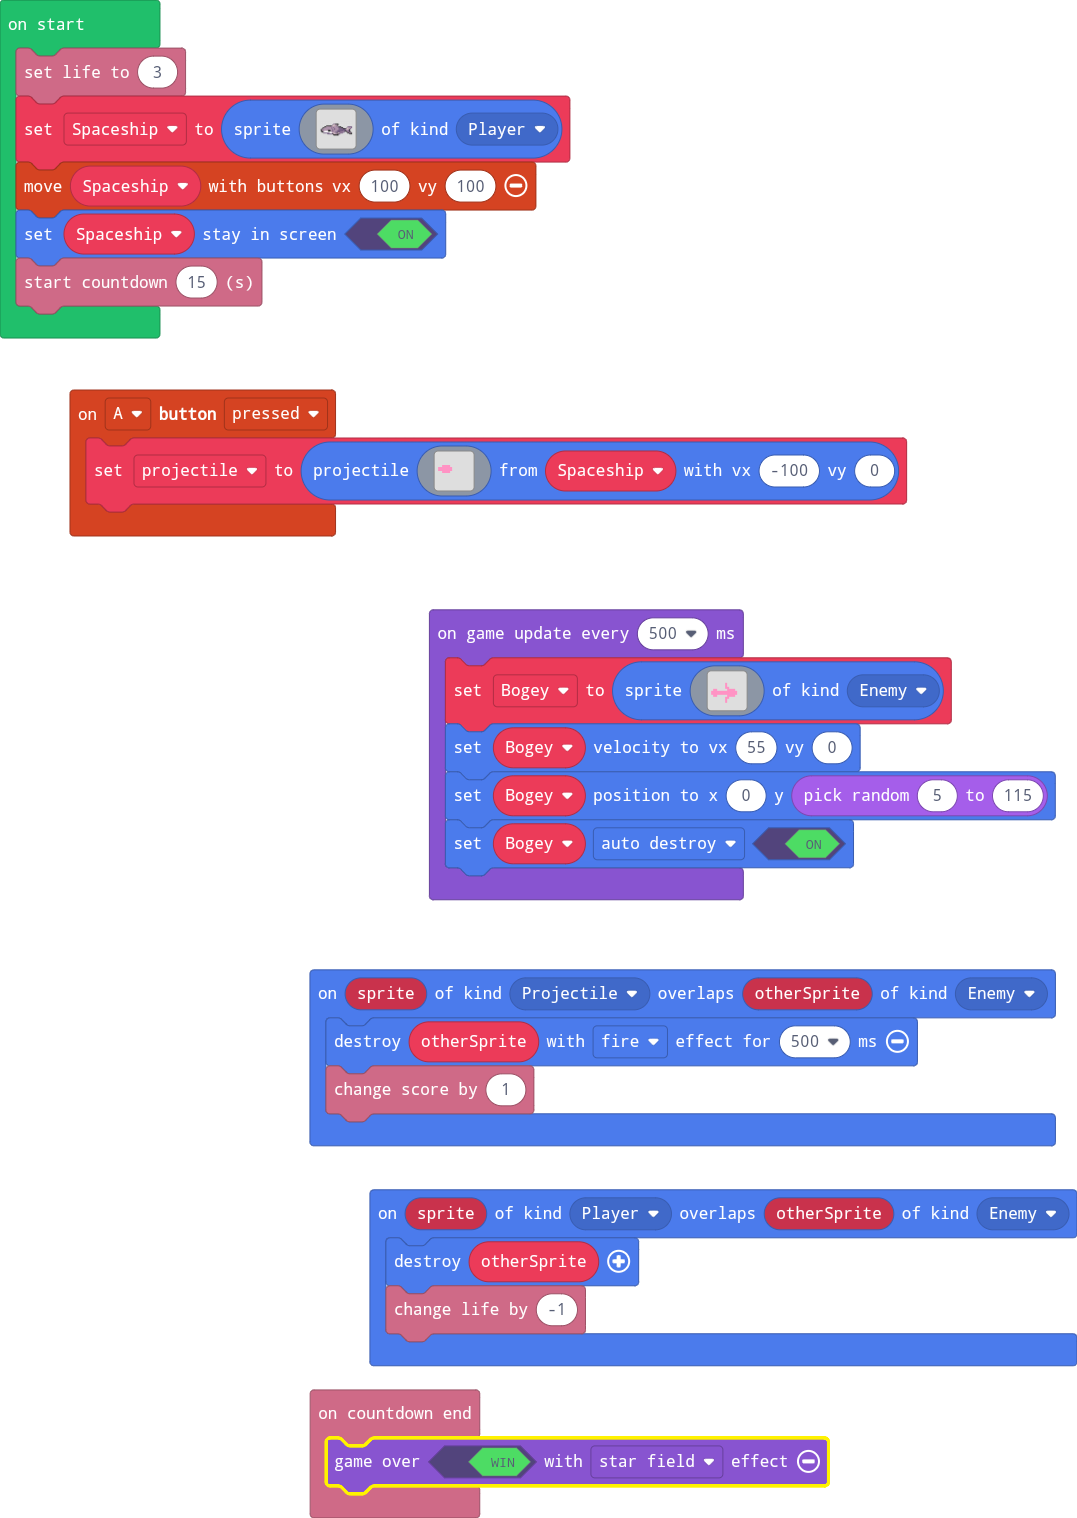 on start
set life to 3
set Spaceship to sprite of kind Player
move Spaceship with buttons vx 100 vy 100
set Spaceship stay in screen ON
start countdown 15 (s)
on A button pressed
set projectile to projectile from Spaceship with vx -100 vy 0
on game update every 500 ms
set Bogey to sprite of kind Enemy
set Bogey velocity to vx 55 vy 0
set Bogey position to x 0 y pick random 5 to 115
set Bogey auto destroy ON
on sprite of kind Projectile overlaps otherSprite of kind Enemy
destroy otherSprite with fire effect for 500 ms
change score by 1
on sprite of kind Player overlaps otherSprite of kind Enemy
destroy otherSprite
change life by -1
on countdown end
game over WIN with star field effect